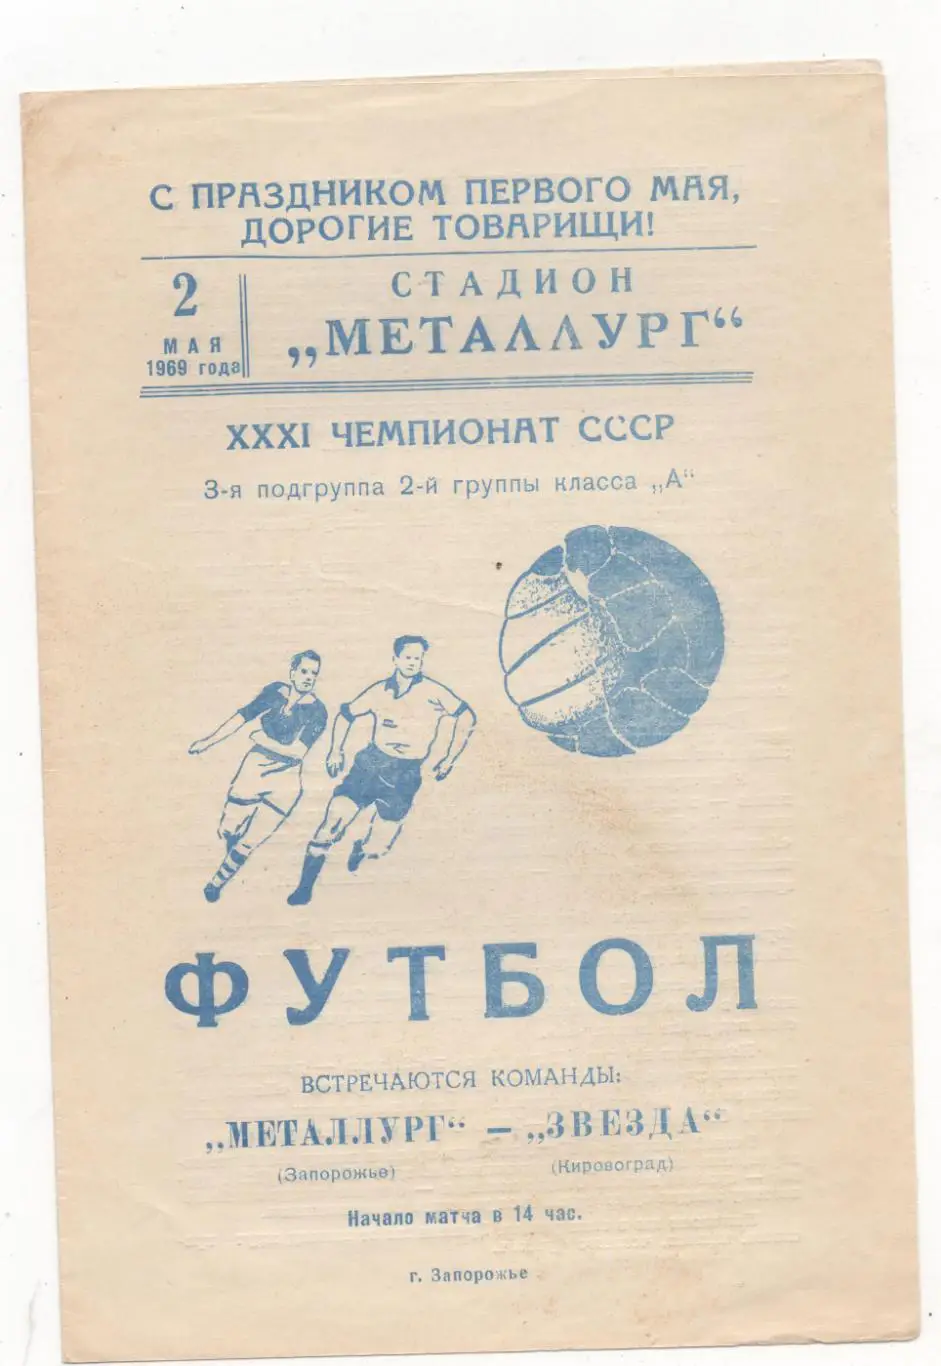 С ПРАЗДНИКОМ ПЕРВОГО МАЯ,
ДОРОГИЕ ТОВАРИЩИ!
2
МАЯ
1969 года
СТАДИОН
„МЕТАЛЛУРГ“
XXXI ЧЕМПИОНАТ СССР
3-я подгруппа 2-й группы класса „А“
ФУТБОЛ
ВСТРЕЧАЮТСЯ КОМАНДЫ:
„МЕТАЛЛУРГ“ — „ЗВЕЗДА“
(Запорожье) (Кировоград)
Начало матча в 14 час.
г. Запорожье